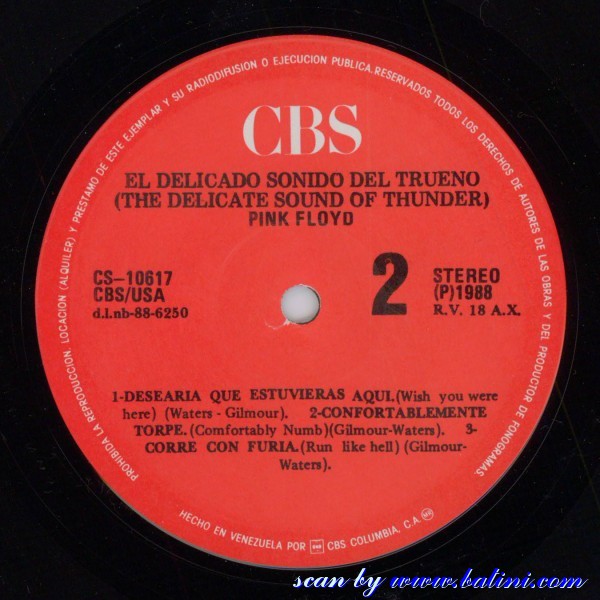 PROHIBIDA LA REPRODUCCION, LOCACION (ALQUILER) Y PRESTAMO DE ESTE EJEMPLAR Y SU RADIODIFUSION O EJECUCION PUBLICA. RESERVADOS TODOS LOS DERECHOS DE AUTORES DE LAS OBRAS Y DEL PRODUCTOR DE FONOGRAMAS.
CBS
EL DELICADO SONIDO DEL TRUENO
(THE DELICATE SOUND OF THUNDER)
PINK FLOYD
CS-10617
CBS/USA
d.l.nb-88-6250
2
STEREO
(P)1988
R.V. 18 A.X.
1-DESEARIA QUE ESTUVIERAS AQUI.(Wish you were
here) (Waters - Gilmour). 2-CONFORTABLEMENTE
TORPE.(Comfortably Numb)(Gilmour-Waters). 3-
CORRE CON FURIA.(Run like hell) (Gilmour-
Waters).
HECHO EN VENEZUELA POR CBS COLUMBIA, C.A.
scan by www.batini.com